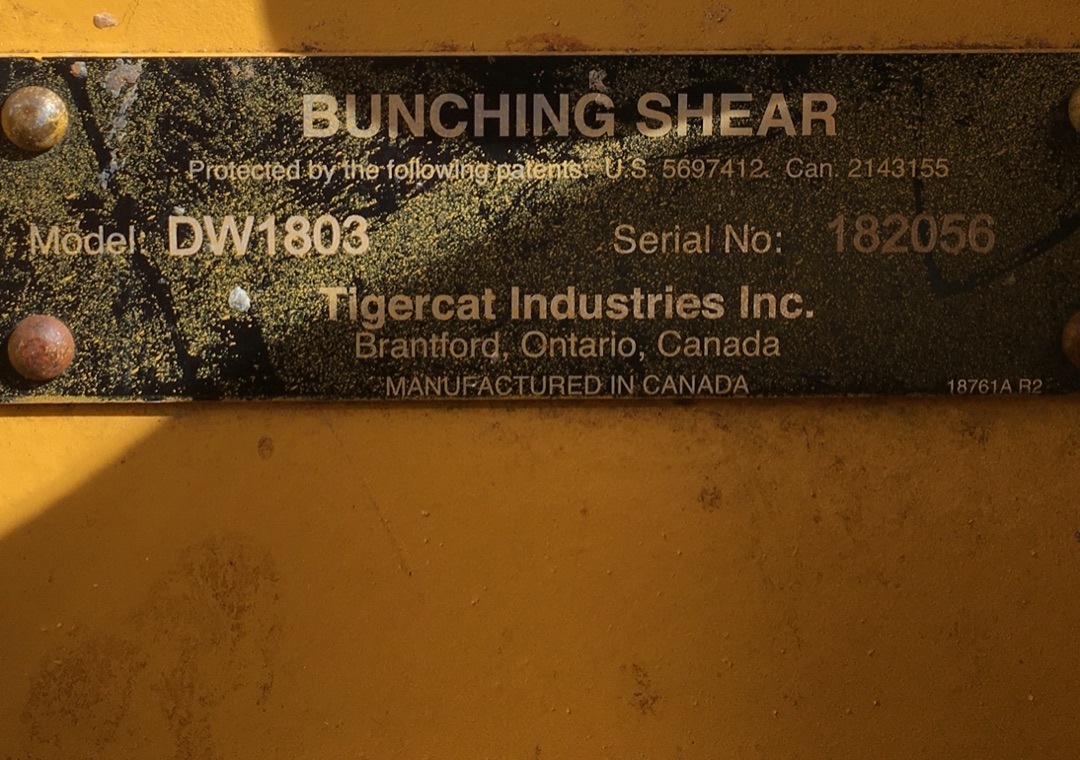 BUNCHING SHEAR
Protected by the following patents: U.S. 5697412. Can. 2143155
Model: DW1803 Serial No: 182056
Tigercat Industries Inc.
Brantford, Ontario, Canada
MANUFACTURED IN CANADA 18761A R2